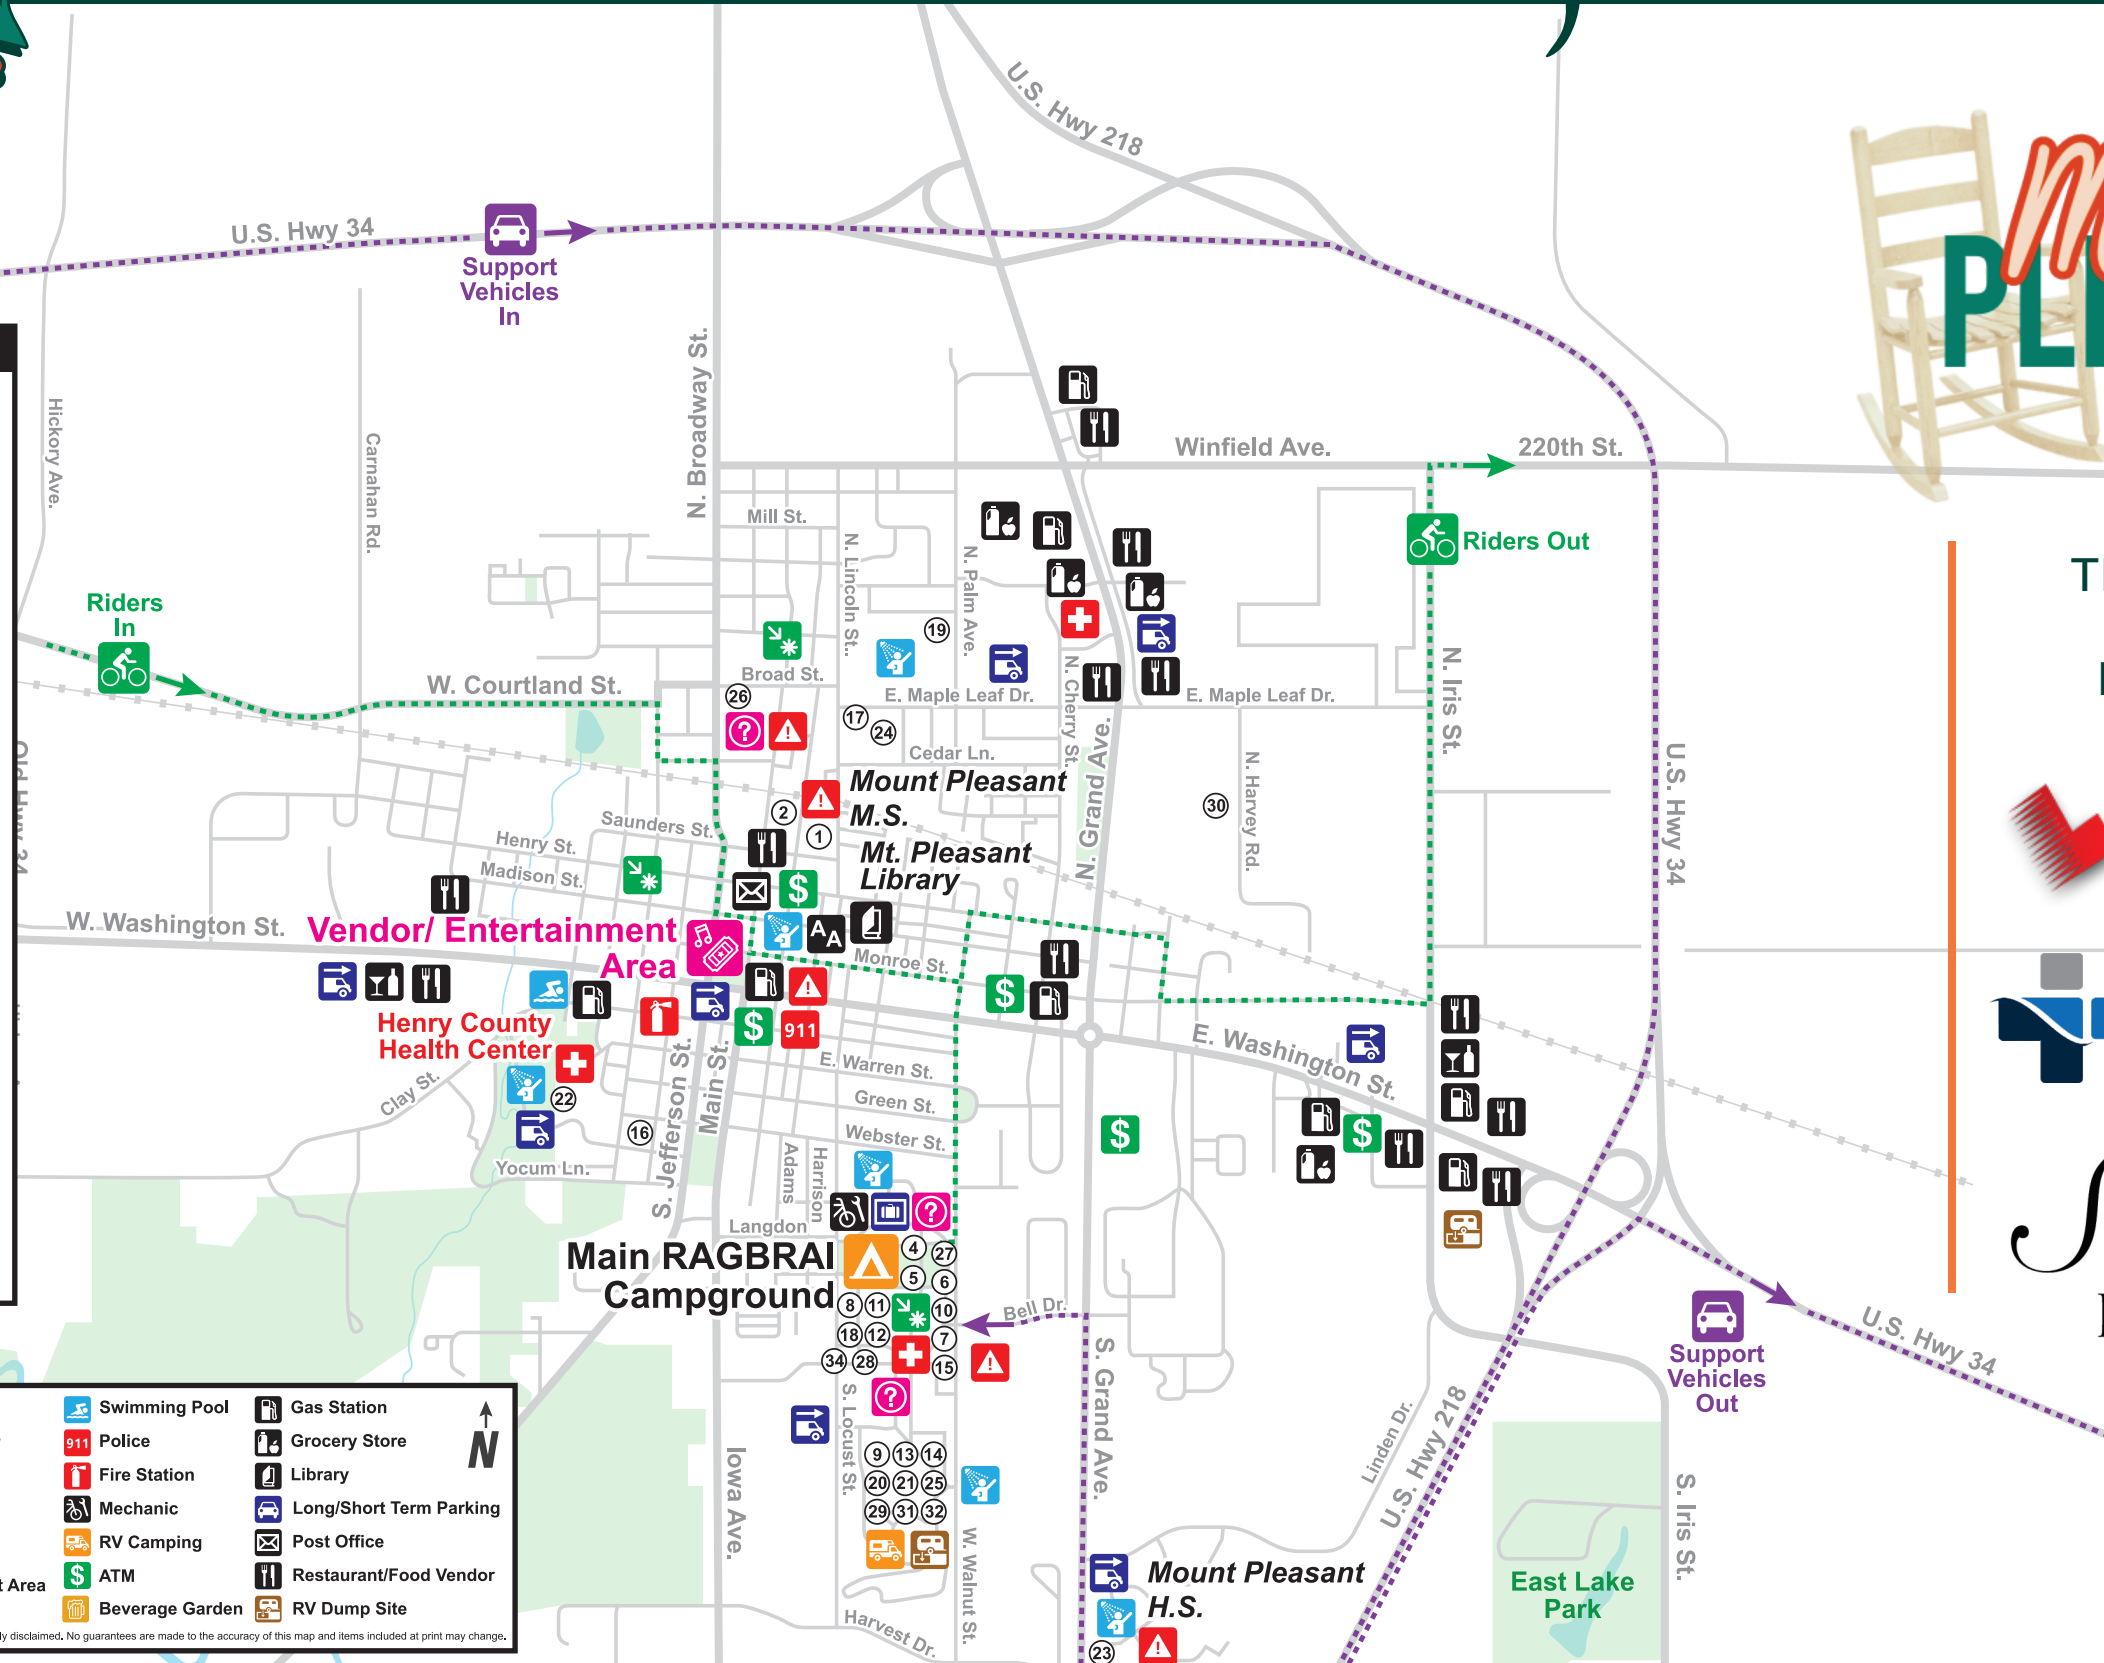 U.S. Hwy 218
U.S. Hwy 34
Support
Vehicles
In
N. Broadway St.
Hickory Ave.
Carnahan Rd.
Winfield Ave.
220th St.
Mill St.
N. Lincoln St.
N. Palm Ave.
Riders Out
Riders
In
19
Broad St.
W. Courtland St.
26
E. Maple Leaf Dr.
E. Maple Leaf Dr.
N. Cherry St.
N. Iris St.
17
24
Cedar Ln.
N. Grand Ave.
N. Harvey Rd.
U.S. Hwy 34
Old Hwy 34
Mount Pleasant
M.S.
2
1
30
Saunders St.
Henry St.
Madison St.
Mt. Pleasant
Library
W. Washington St.
Vendor/ Entertainment
Area
AA
Monroe St.
Henry County
Health Center
911
E. Washington St.
E. Warren St.
Clay St.
22
Green St.
16
S. Jefferson St.
Main St.
Webster St.
Adams
Harrison
Yocum Ln.
Langdon
Main RAGBRAI
Campground
4
27
5
6
8
11
10
18
12
7
34
28
15
Bell Dr.
Support
Vehicles
Out
U.S. Hwy 34
S. Grand Ave.
S. Locust St.
Iowa Ave.
Linden Dr.
U.S. Hwy 218
S. Iris St.
9 13 14
20 21 25
29 31 32
W. Walnut St.
Harvest Dr.
Mount Pleasant
H.S.
23
East Lake
Park
Swimming Pool
Gas Station
911 Police
Grocery Store
Fire Station
Library
Mechanic
Long/Short Term Parking
RV Camping
Post Office
$ ATM
Restaurant/Food Vendor
t Area
Beverage Garden
RV Dump Site
N
ly disclaimed. No guarantees are made to the accuracy of this map and items included at print may change.
M
PLE